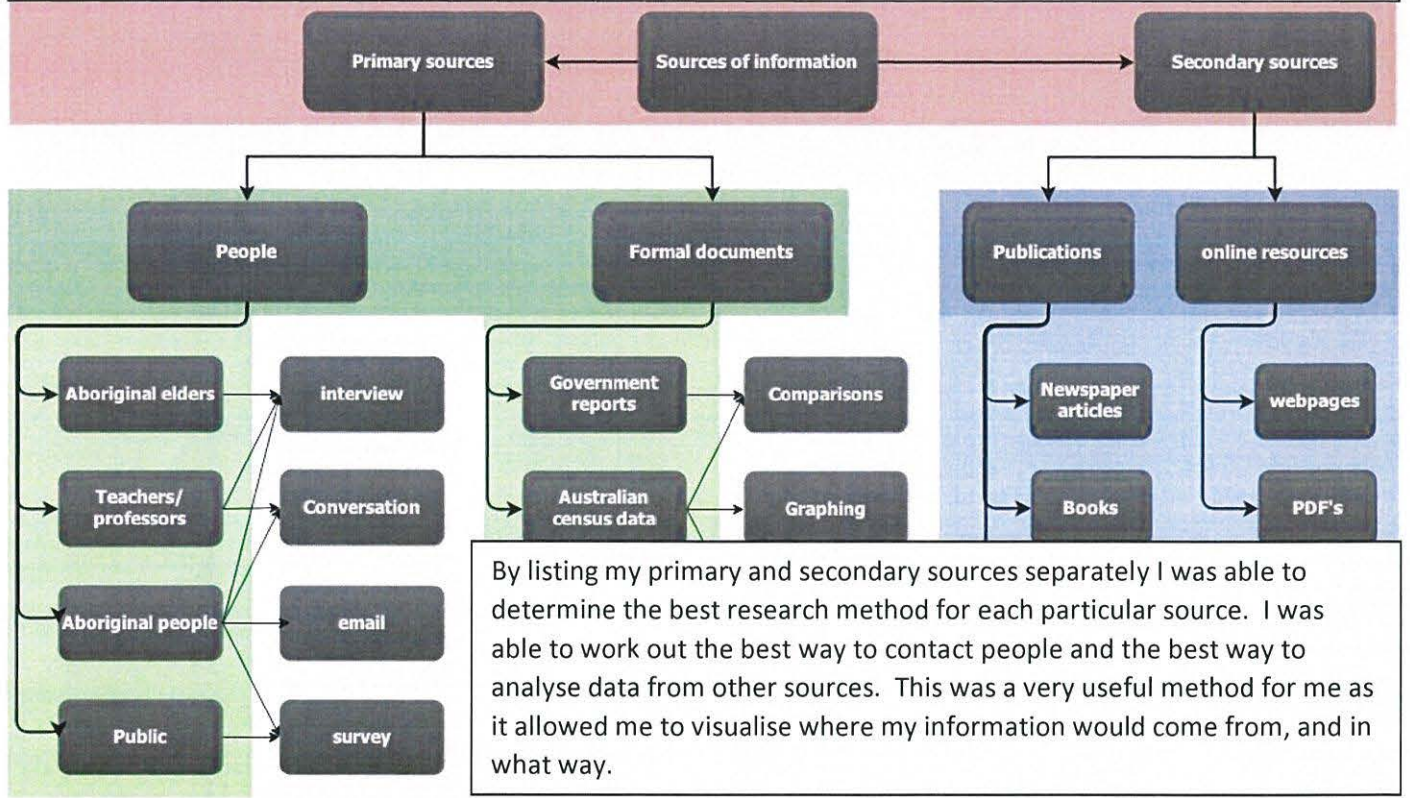 Primary sources
Sources of information
Secondary sources
People
Formal documents
Publications
online resources
Aboriginal elders
interview
Government
reports
Comparisons
Newspaper
articles
webpages
Teachers/
professors
Conversation
Australian
census data
Graphing
Books
PDF's
Aboriginal people
email
Public
survey
By listing my primary and secondary sources separately I was able to
determine the best research method for each particular source.  I was
able to work out the best way to contact people and the best way to
analyse data from other sources.  This was a very useful method for me as
it allowed me to visualise where my information would come from, and in
what way.